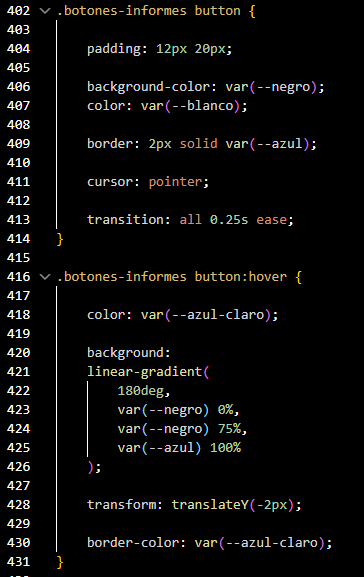 402 .botones-informes button {
403
404 padding: 12px 20px;
405
406 background-color: var(--negro);
407 color: var(--blanco);
408
409 border: 2px solid var(--azul);
410
411 cursor: pointer;
412
413 transition: all 0.25s ease;
414 }
415
416 .botones-informes button:hover {
417
418 color: var(--azul-claro);
419
420 background:
421 linear-gradient(
422 180deg,
423 var(--negro) 0%,
424 var(--negro) 75%,
425 var(--azul) 100%
426 );
427
428 transform: translateY(-2px);
429
430 border-color: var(--azul-claro);
431 }